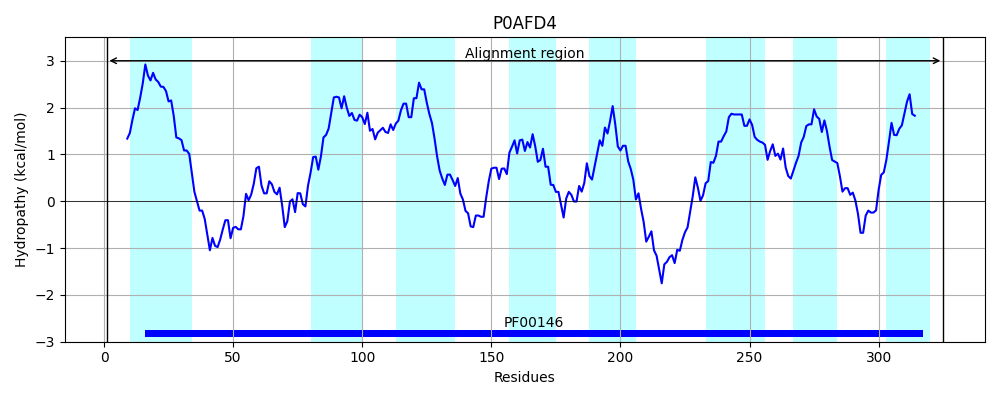 P0AFD4
Alignment region
3
2
1
0
−1
−2
−3
Hydropathy (kcal/mol)
PF00146
0 50 100 150 200 250 300
Residues